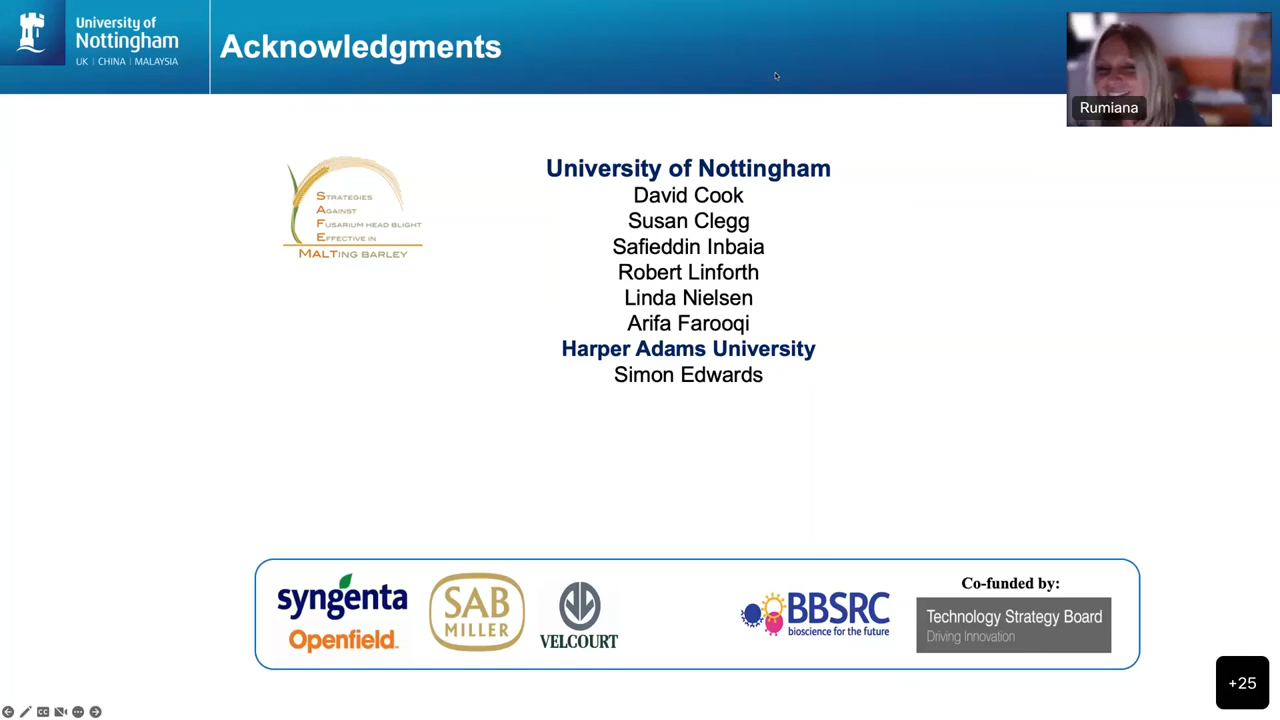 University of
Nottingham
UK | CHINA | MALAYSIA
Acknowledgments
Rumiana
STRATEGIES
AGAINST
FUSARIUM HEAD BLIGHT
EFFECTIVE IN
MALTING BARLEY
University of Nottingham
David Cook
Susan Clegg
Safieddin Inbaia
Robert Linforth
Linda Nielsen
Arifa Farooqi
Harper Adams University
Simon Edwards
syngenta
Openfield
SAB
MILLER
VELCOURT
BBSRC
bioscience for the future
Co-funded by:
Technology Strategy Board
Driving Innovation
+25